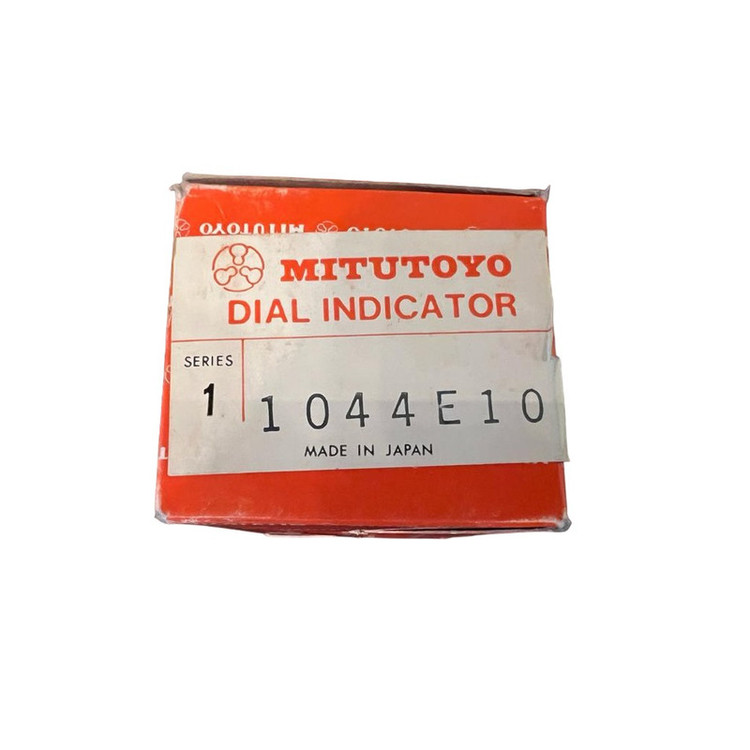 MITUTOYO
MITUTOYO
DIAL INDICATOR
SERIES
1
1044E10
MADE IN JAPAN